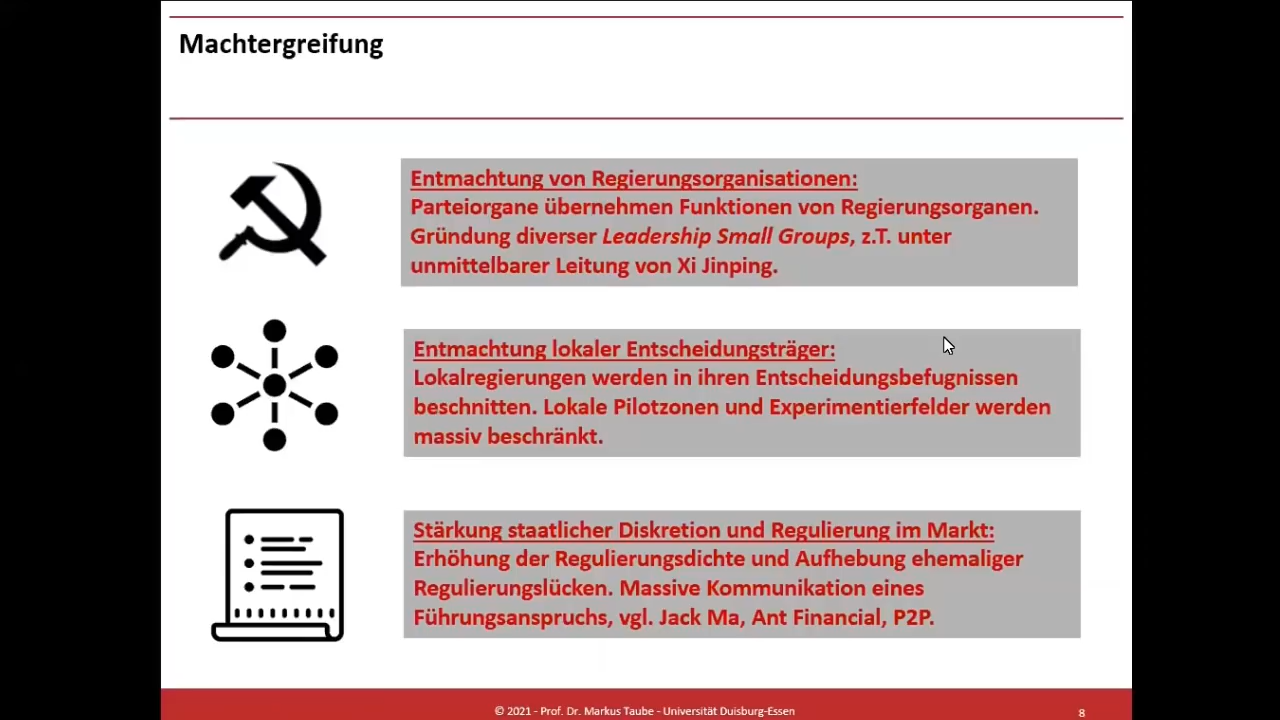 Machtergreifung
Entmachtung von Regierungsorganisationen:
Parteiorgane übernehmen Funktionen von Regierungsorganen.
Gründung diverser Leadership Small Groups, z.T. unter
unmittelbarer Leitung von Xi Jinping.
Entmachtung lokaler Entscheidungsträger:
Lokalregierungen werden in ihren Entscheidungsbefugnissen
beschnitten. Lokale Pilotzonen und Experimentierfelder werden
massiv beschränkt.
Stärkung staatlicher Diskretion und Regulierung im Markt:
Erhöhung der Regulierungsdichte und Aufhebung ehemaliger
Regulierungslücken. Massive Kommunikation eines
Führungsanspruchs, vgl. Jack Ma, Ant Financial, P2P.
© 2021 - Prof. Dr. Markus Taube - Universität Duisburg-Essen
8